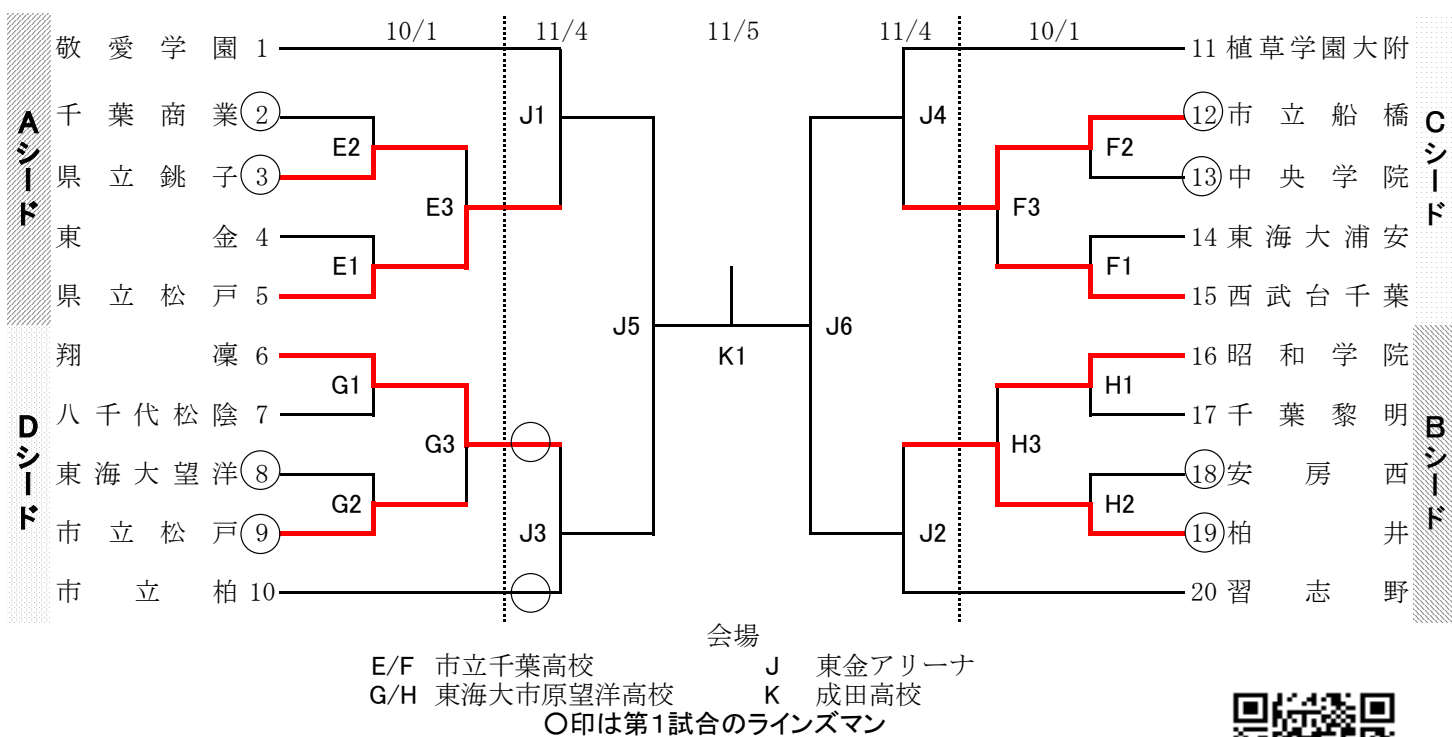 10/1 11/4 11/5 11/4 10/1
敬愛学園 1
11 植草学園大附
千葉商業 2
J1
J4
12 市立船橋
Aシード
Cシード
E2
F2
県立銚子 3
13 中央学院
E3
F3
東金 4
14 東海大浦安
E1
F1
県立松戸 5
15 西武台千葉
J5
K1
J6
翔凜 6
16 昭和学院
G1
H1
八千代松陰 7
17 千葉黎明
Dシード
Bシード
G3
H3
東海大望洋 8
18 安房西
G2
H2
市立松戸 9
J3
J2
19 柏井
市立柏 10
20 習志野
会場
E/F 市立千葉高校 J 東金アリーナ
G/H 東海大市原望洋高校 K 成田高校
〇印は第1試合のラインズマン